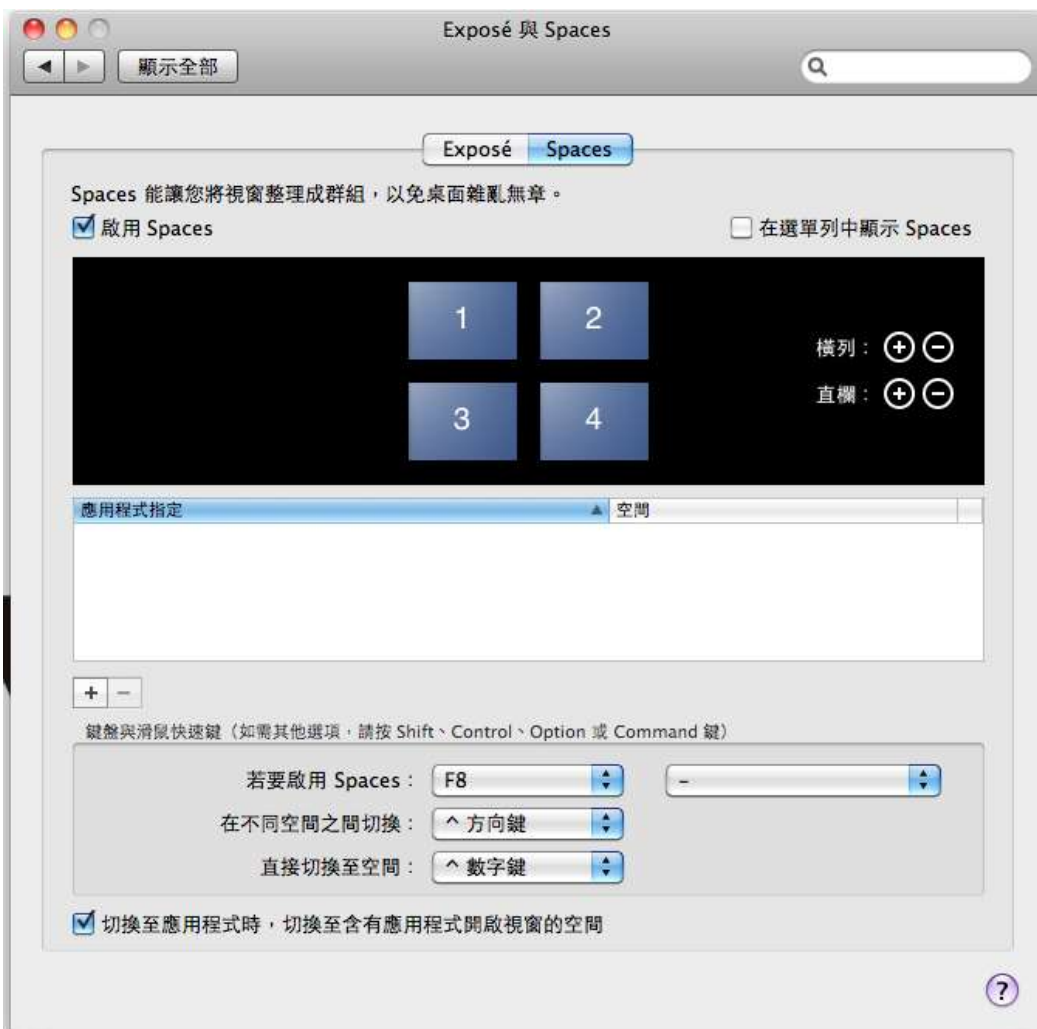 Exposé 與 Spaces
顯示全部
Exposé Spaces
Spaces 能讓您將視窗整理成群組，以免桌面雜亂無章。
啟用 Spaces 在選單列中顯示 Spaces
1 2
橫列：
直欄：
3 4
應用程式指定 空間
鍵盤與滑鼠快速鍵（如需其他選項，請按 Shift、Control、Option 或 Command 鍵）
若要啟用 Spaces： F8 –
在不同空間之間切換： ^ 方向鍵
直接切換至空間： ^ 數字鍵
切換至應用程式時，切換至含有應用程式開啟視窗的空間